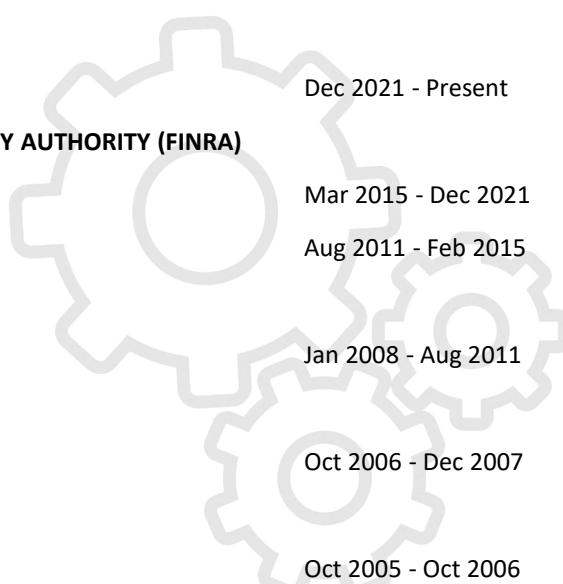 Dec 2021 - Present
Y AUTHORITY (FINRA)
Mar 2015 - Dec 2021
Aug 2011 - Feb 2015
Jan 2008 - Aug 2011
Oct 2006 - Dec 2007
Oct 2005 - Oct 2006